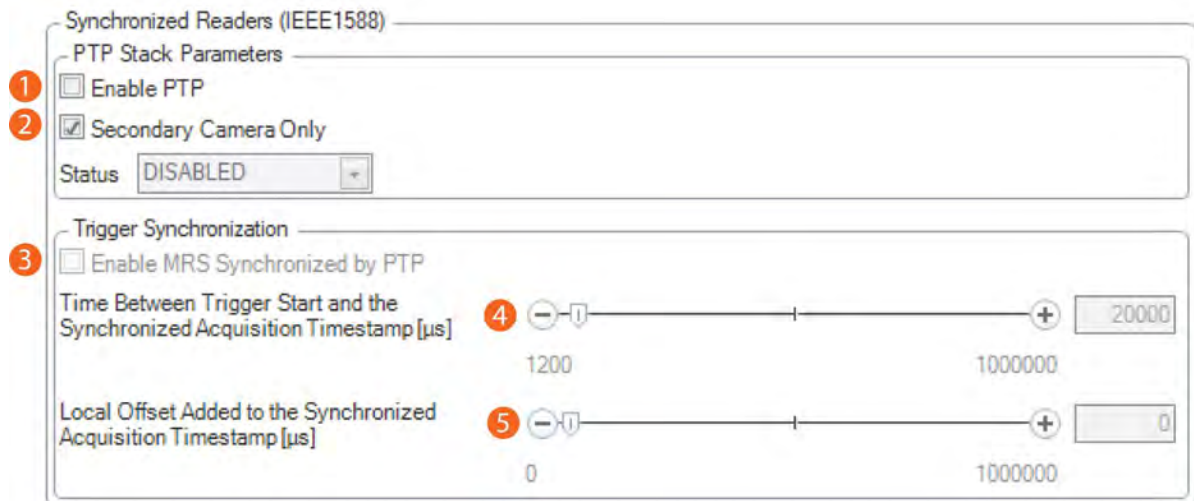 Synchronized Readers (IEEE1588)
PTP Stack Parameters
1 Enable PTP
2 Secondary Camera Only
Status DISABLED
Trigger Synchronization
3 Enable MRS Synchronized by PTP
Time Between Trigger Start and the
Synchronized Acquisition Timestamp [µs]
4 20000
1200 1000000
Local Offset Added to the Synchronized
Acquisition Timestamp [µs]
5 0
0 1000000